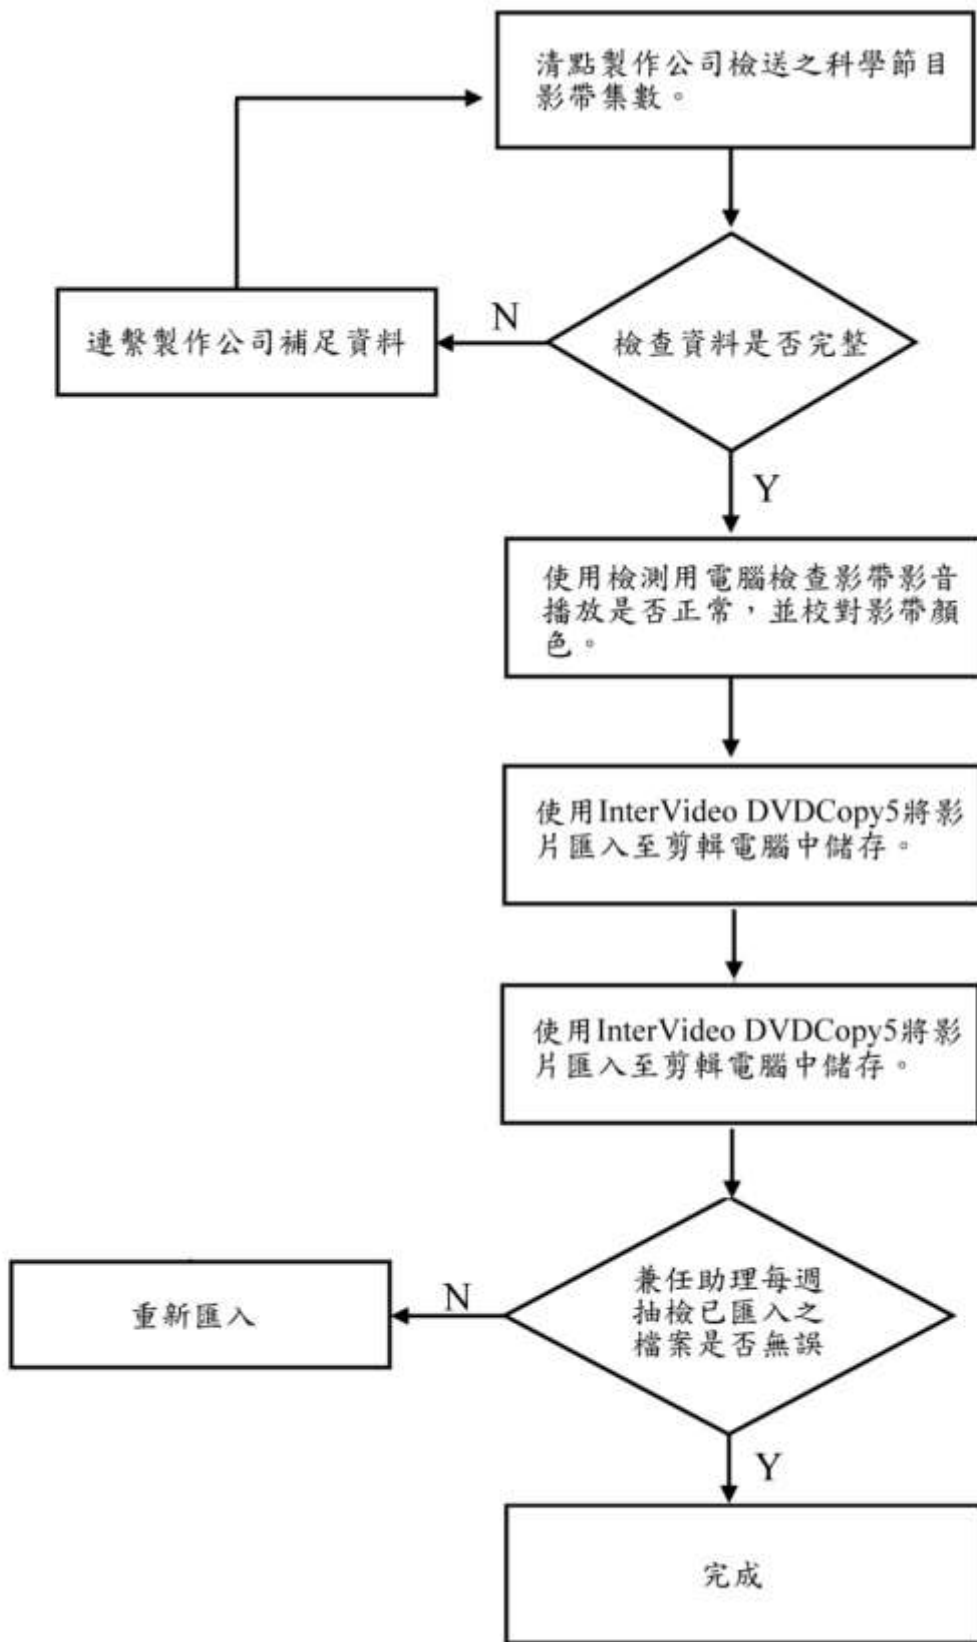 清點製作公司檢送之科學節目
影帶集數。
N
連繫製作公司補足資料
檢查資料是否完整
Y
使用檢測用電腦檢查影帶影音
播放是否正常，並校對影帶顏
色。
使用InterVideo DVDCopy5將影
片匯入至剪輯電腦中儲存。
使用InterVideo DVDCopy5將影
片匯入至剪輯電腦中儲存。
兼任助理每週
抽檢已匯入之
檔案是否無誤
N
重新匯入
Y
完成